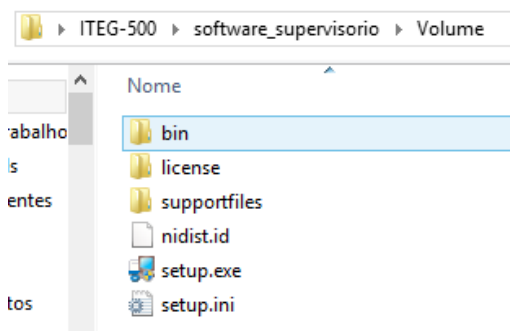 ITEG-500 software_supervisorio Volume
Nome
rabalho
bin
ls
license
entes
supportfiles
nidist.id
setup.exe
tos
setup.ini